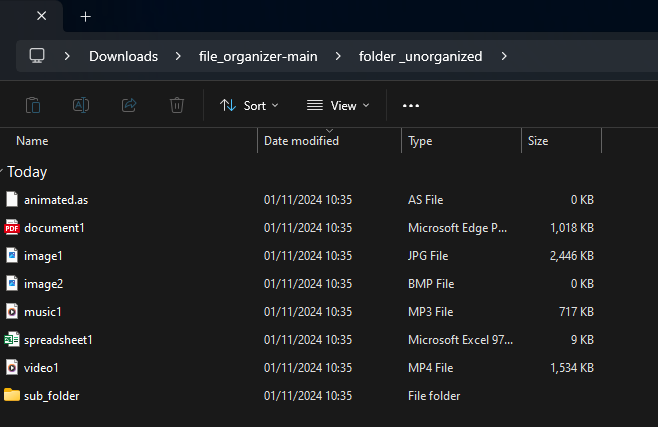 Downloads > file_organizer-main > folder _unorganized >
Sort View
Name Date modified Type Size
Today
animated.as 01/11/2024 10:35 AS File 0 KB
PDF document1 01/11/2024 10:35 Microsoft Edge P... 1,018 KB
image1 01/11/2024 10:35 JPG File 2,446 KB
image2 01/11/2024 10:35 BMP File 0 KB
music1 01/11/2024 10:35 MP3 File 717 KB
spreadsheet1 01/11/2024 10:35 Microsoft Excel 97... 9 KB
video1 01/11/2024 10:35 MP4 File 1,534 KB
sub_folder 01/11/2024 10:35 File folder